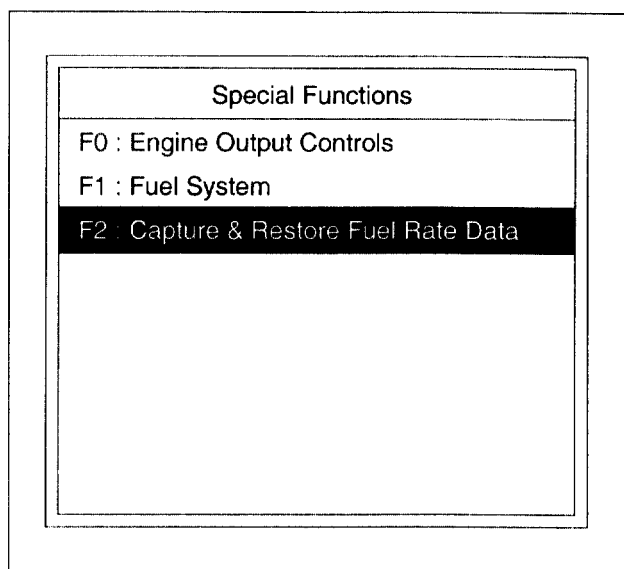 Special Functions
F0 : Engine Output Controls
F1 : Fuel System
F2 : Capture & Restore Fuel Rate Data